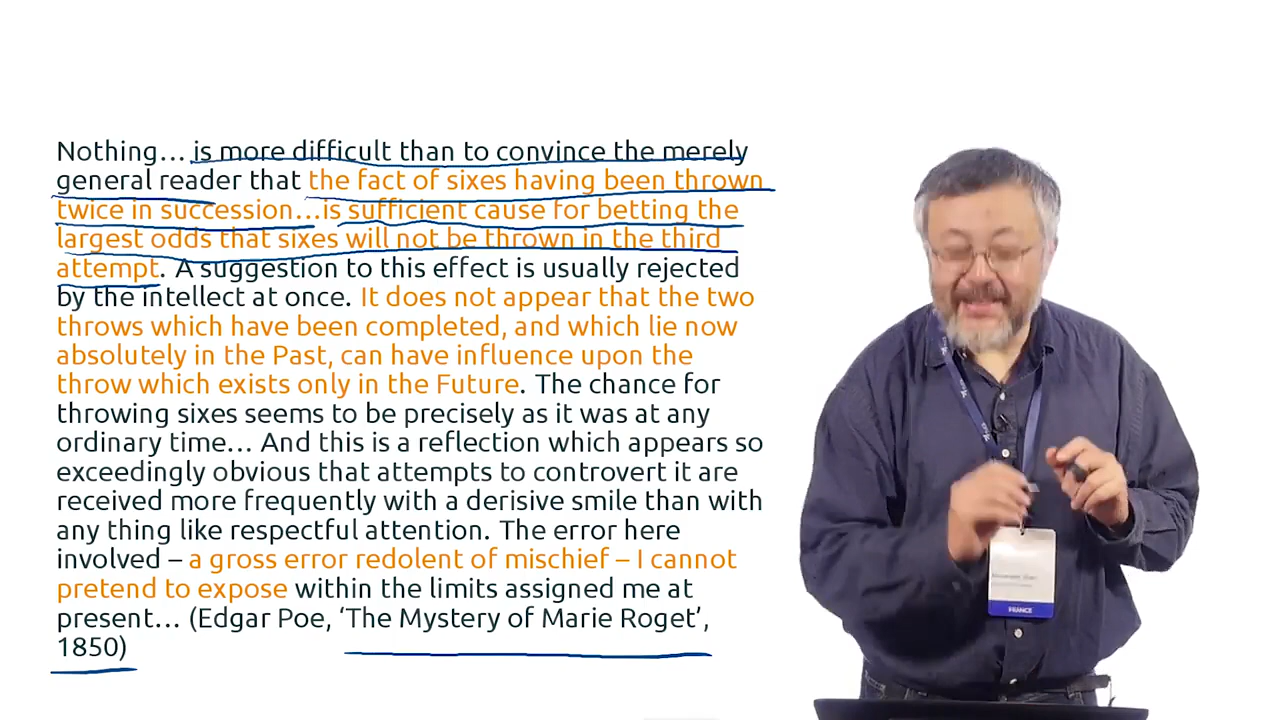 Nothing… is more difficult than to convince the merely
general reader that the fact of sixes having been thrown
twice in succession…is sufficient cause for betting the
largest odds that sixes will not be thrown in the third
attempt. A suggestion to this effect is usually rejected
by the intellect at once. It does not appear that the two
throws which have been completed, and which lie now
absolutely in the Past, can have influence upon the
throw which exists only in the Future. The chance for
throwing sixes seems to be precisely as it was at any
ordinary time… And this is a reflection which appears so
exceedingly obvious that attempts to controvert it are
received more frequently with a derisive smile than with
any thing like respectful attention. The error here
involved – a gross error redolent of mischief – I cannot
pretend to expose within the limits assigned me at
present… (Edgar Poe, ‘The Mystery of Marie Roget’,
1850)
FRANCE